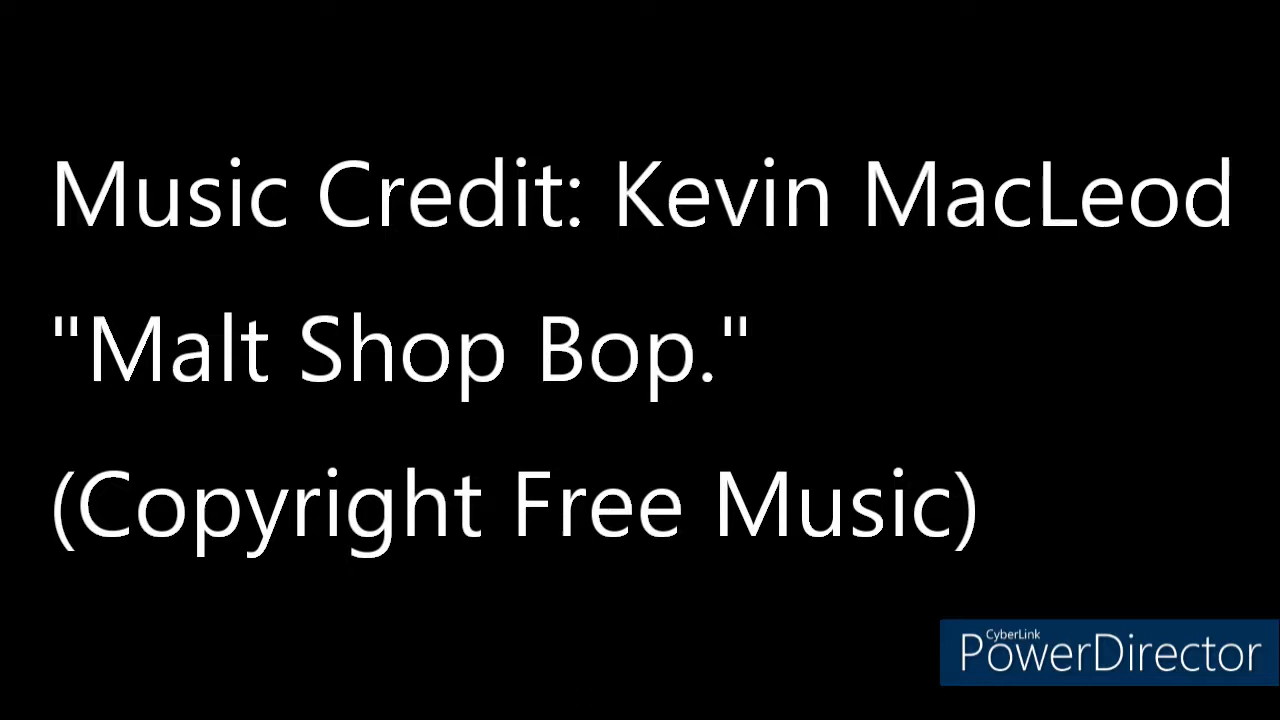 Music Credit: Kevin MacLeod
"Malt Shop Bop."
(Copyright Free Music)
CyberLink
PowerDirector